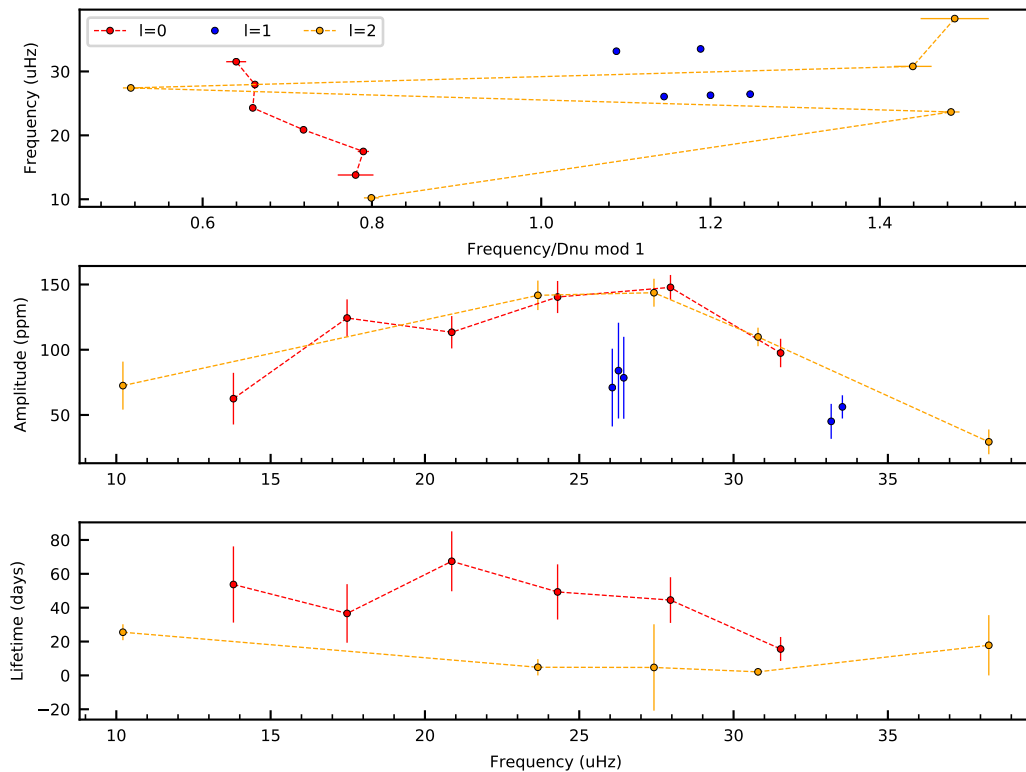 l=0 l=1 l=2
Frequency (uHz)
30
20
10
0.6 0.8 1.0 1.2 1.4
Frequency/Dnu mod 1
Amplitude (ppm)
150
100
50
10 15 20 25 30 35
Lifetime (days)
80
60
40
20
0
−20
10 15 20 25 30 35
Frequency (uHz)